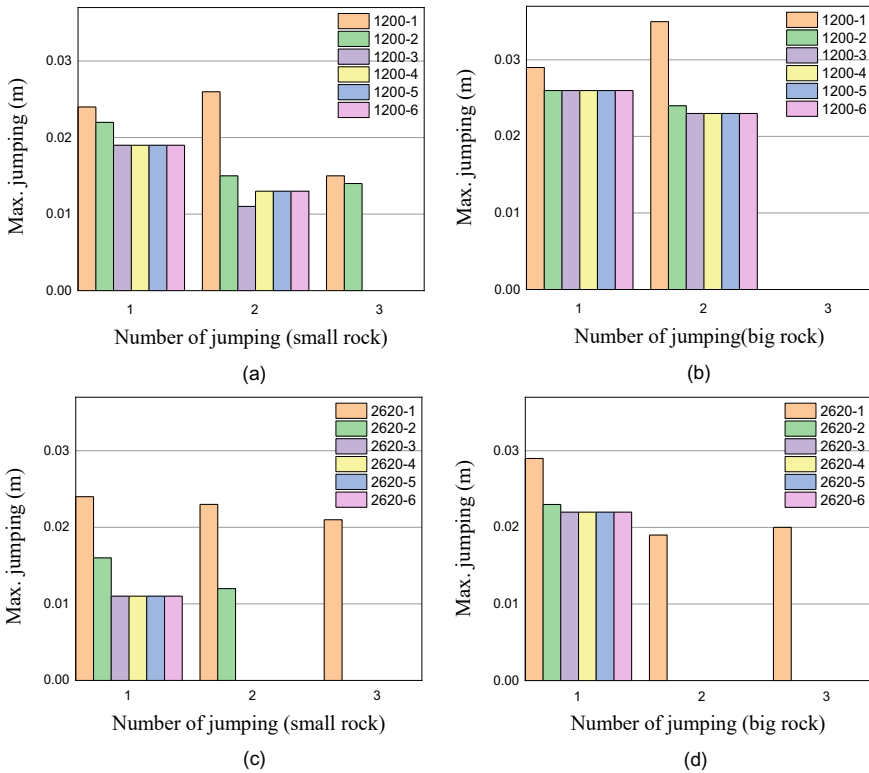 Max. jumping (m)
0.03
0.02
0.01
0.00
1200-1
1200-2
1200-3
1200-4
1200-5
1200-6
1 2 3
Number of jumping (small rock)
(a)
Max. jumping (m)
0.03
0.02
0.01
0.00
1200-1
1200-2
1200-3
1200-4
1200-5
1200-6
1 2 3
Number of jumping(big rock)
(b)
Max. jumping (m)
0.03
0.02
0.01
0.00
2620-1
2620-2
2620-3
2620-4
2620-5
2620-6
1 2 3
Number of jumping (small rock)
(c)
Max. jumping (m)
0.03
0.02
0.01
0.00
2620-1
2620-2
2620-3
2620-4
2620-5
2620-6
1 2 3
Number of jumping (big rock)
(d)